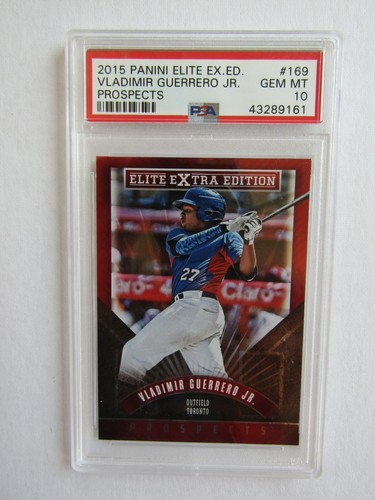 2015 PANINI ELITE EX.ED. #169
VLADIMIR GUERRERO JR. GEM MT
PROSPECTS 10
PSA 43289161
ELITE EXTRA EDITION
27
Claro
VLADIMIR GUERRERO JR.
OUTFIELD
TORONTO
PROSPECTS